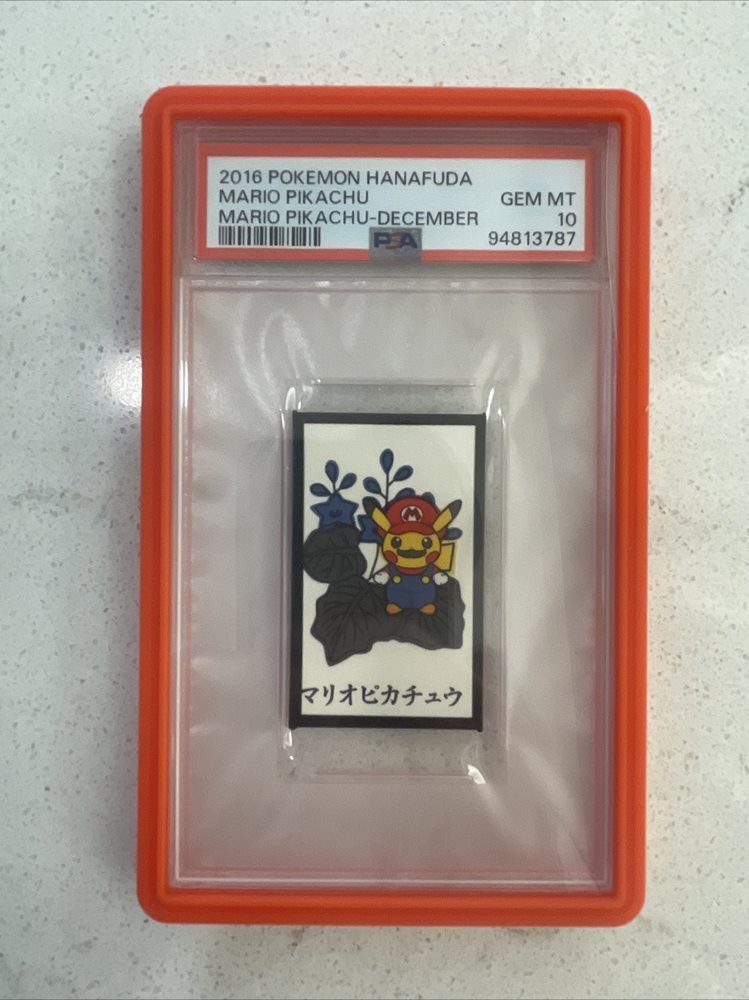 2016 POKEMON HANAFUDA
MARIO PIKACHU GEM MT
MARIO PIKACHU-DECEMBER 10
PSA 94813787
M
マリオピカチュウ